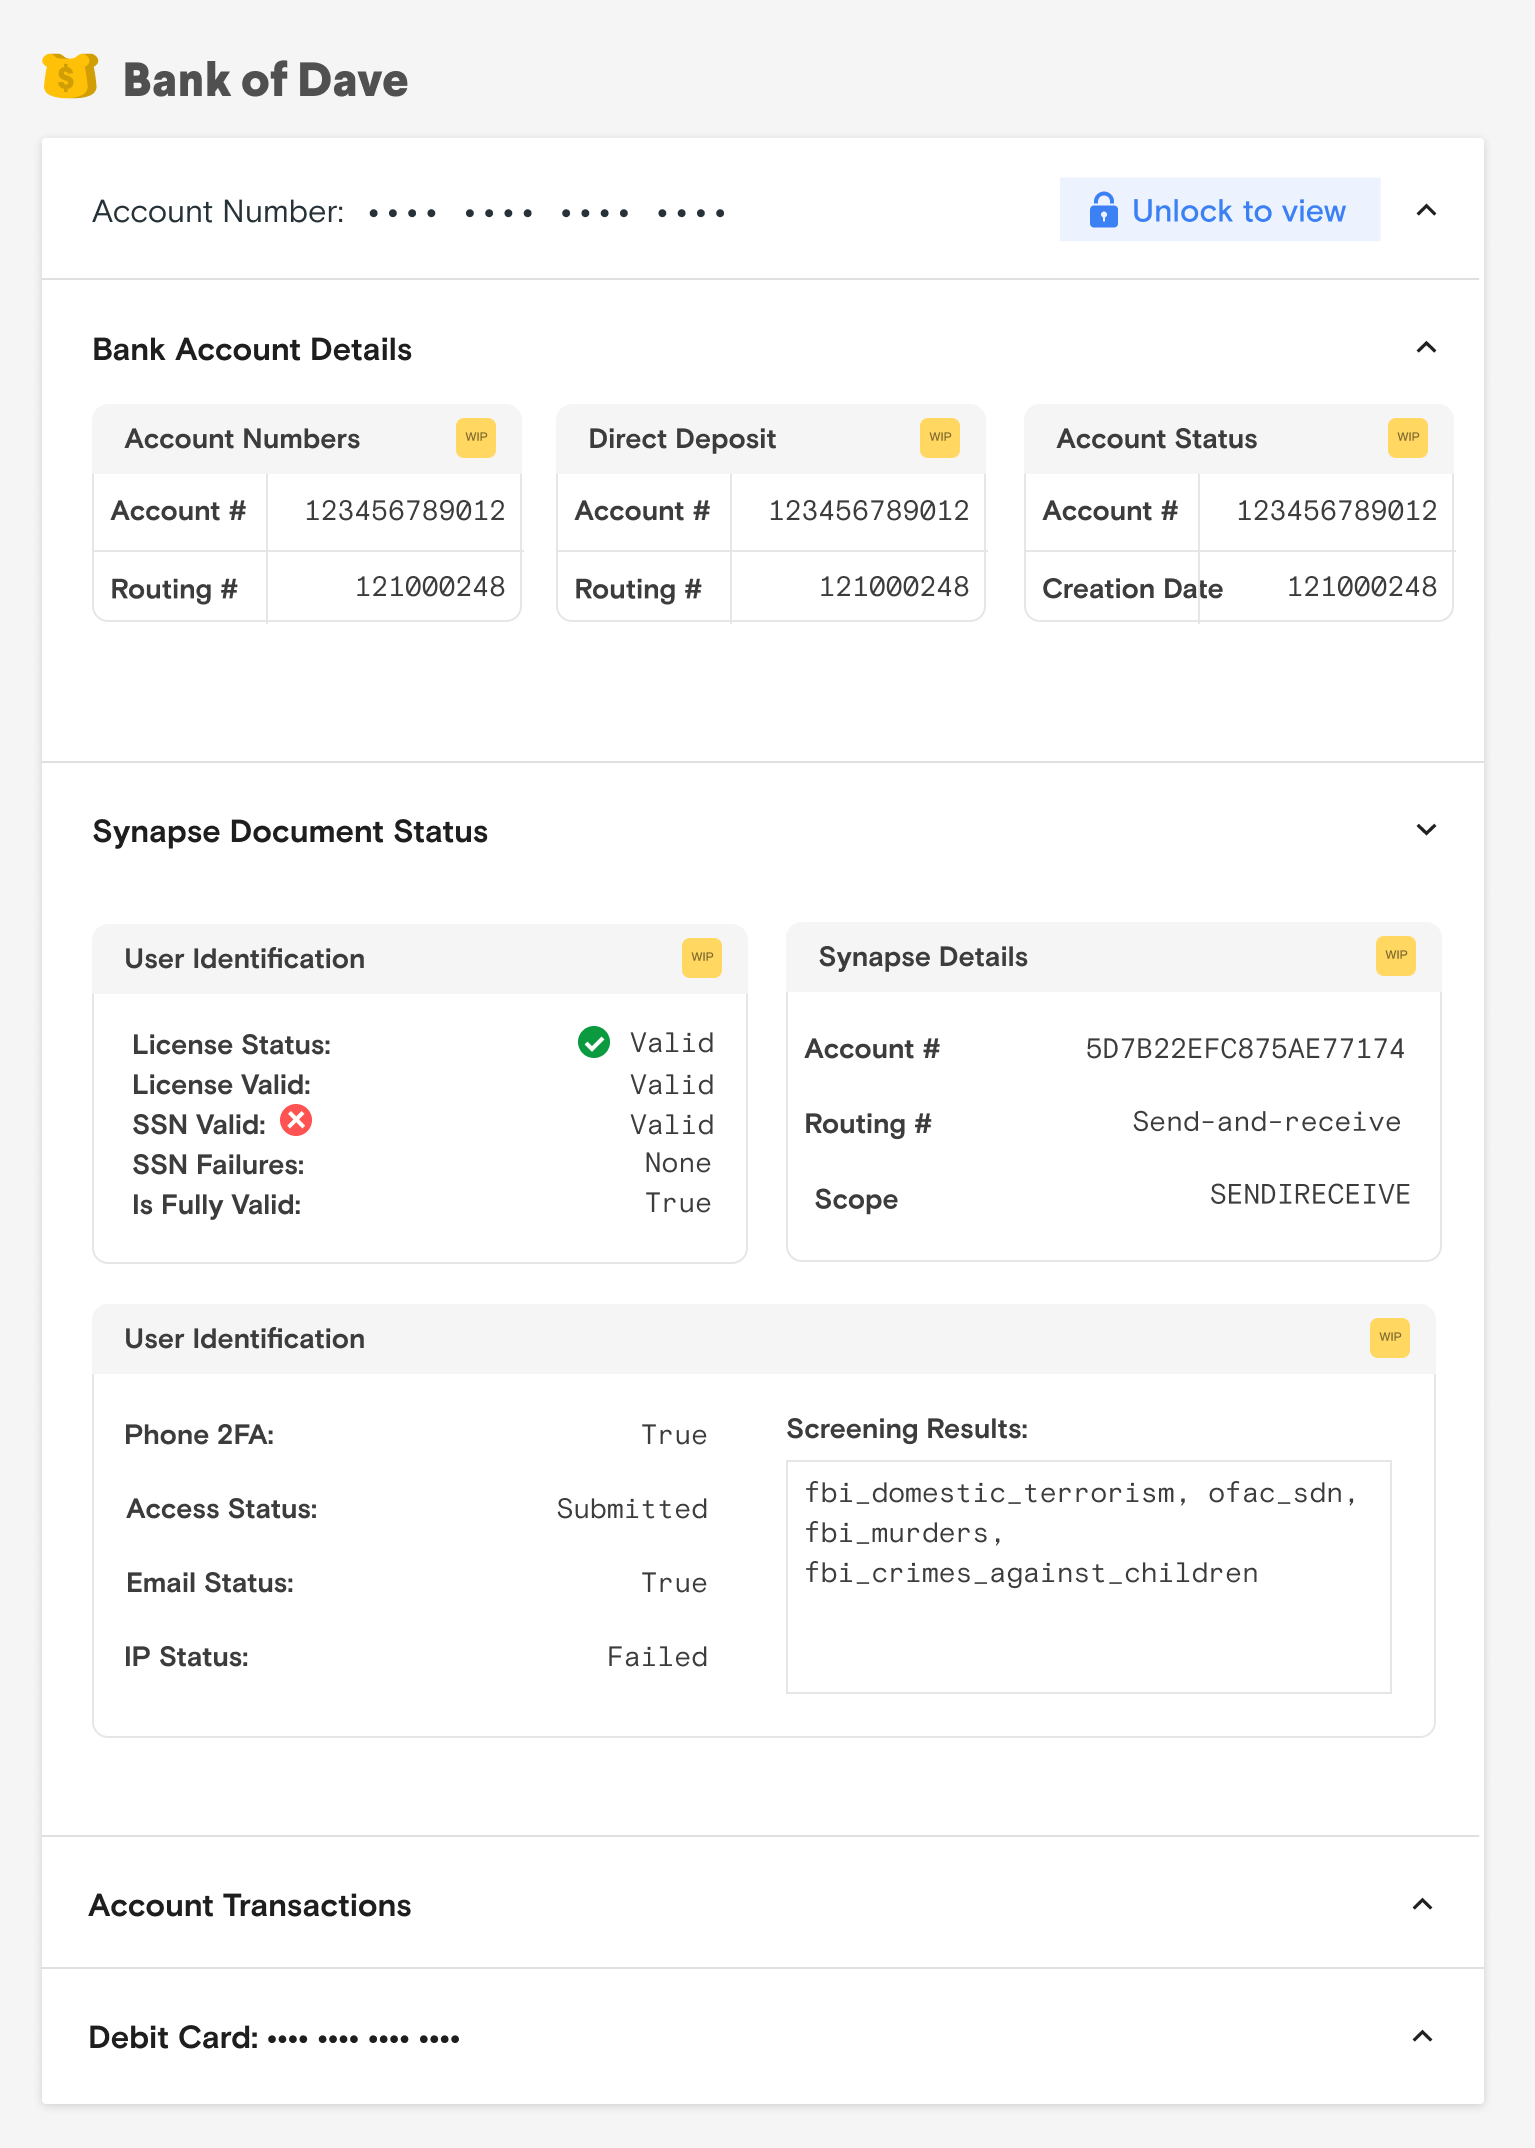 $ Bank of Dave
Account Number: •••• •••• •••• •••• Unlock to view
Bank Account Details
Account Numbers WIP
Account # 123456789012
Routing # 121000248
Direct Deposit WIP
Account # 123456789012
Routing # 121000248
Account Status WIP
Account # 123456789012
Creation Date 121000248
Synapse Document Status
User Identification WIP
License Status: Valid
License Valid: Valid
SSN Valid: Valid
SSN Failures: None
Is Fully Valid: True
Synapse Details WIP
Account # 5D7B22EFC875AE77174
Routing # Send-and-receive
Scope SENDIRECEIVE
User Identification WIP
Phone 2FA: True
Access Status: Submitted
Email Status: True
IP Status: Failed
Screening Results:
fbi_domestic_terrorism, ofac_sdn,
fbi_murders,
fbi_crimes_against_children
Account Transactions
Debit Card: •••• •••• •••• ••••